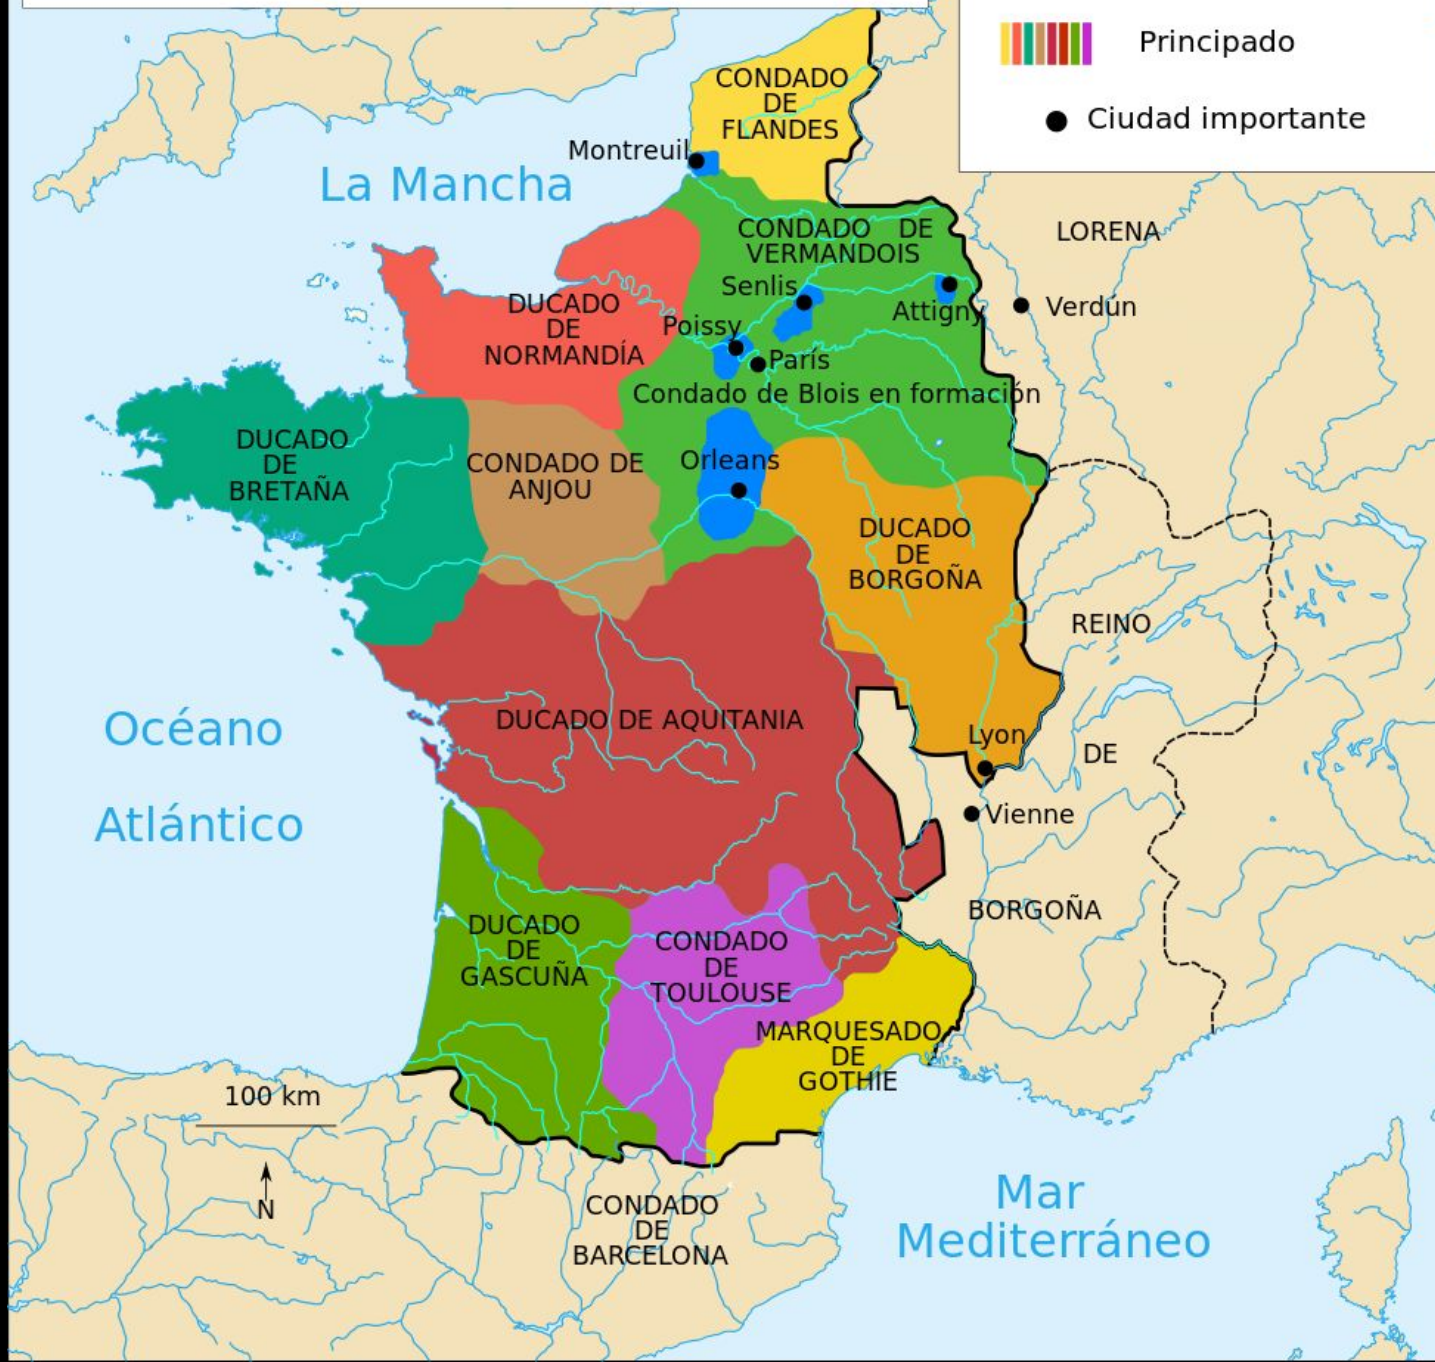 Principado
Ciudad importante
CONDADO
DE
FLANDES
Montreuil
La Mancha
CONDADO DE
VERMANDOIS
LORENA
Senlis
Attigny
Verdún
DUCADO
DE
NORMANDÍA
Poissy
París
Condado de Blois en formación
DUCADO
DE
BRETAÑA
CONDADO DE
ANJOU
Orleans
DUCADO
DE
BORGOÑA
REINO
DE
BORGOÑA
Océano
Atlántico
DUCADO DE AQUITANIA
Lyon
Vienne
DUCADO
DE
GASCUÑA
CONDADO
DE
TOULOUSE
MARQUESADO
DE
GOTHIE
100 km
N
CONDADO
DE
BARCELONA
Mar
Mediterráneo